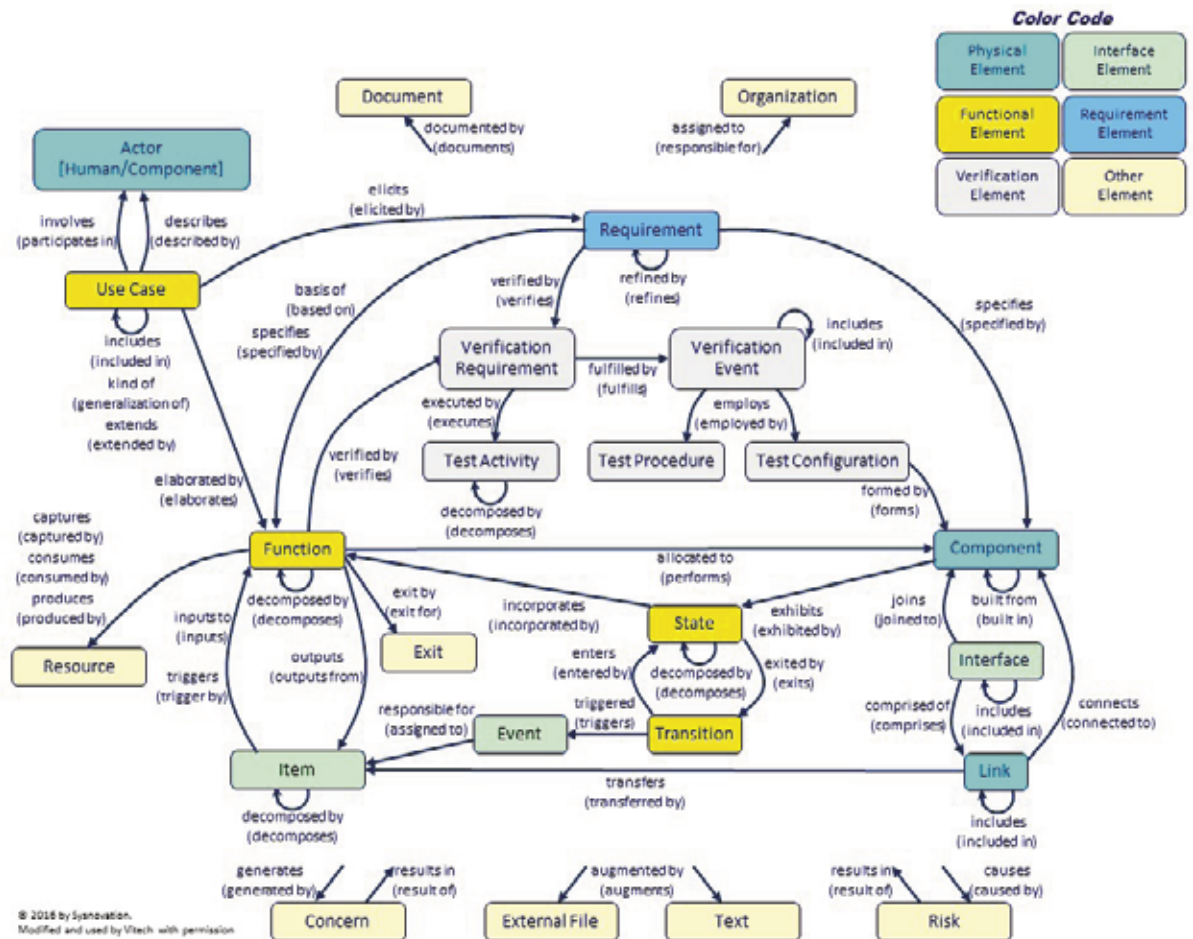 Color Code
Physical
Element
Interface
Element
Functional
Element
Requirement
Element
Verification
Element
Other
Element
Document
documented by
(documents)
Organization
assigned to
(responsible for)
Actor
[Human/Component]
involves
(participates in)
describes
(described by)
elicits
(elicited by)
Requirement
refined by
(refines)
Use Case
includes
(included in)
kind of
(generalization of)
extends
(extended by)
basis of
(based on)
specifies
(specified by)
verified by
(verifies)
specifies
(specified by)
Verification
Requirement
fulfilled by
(fulfills)
Verification
Event
includes
(included in)
executed by
(executes)
employs
(employed by)
verified by
(verifies)
Test Activity
Test Procedure
Test Configuration
decomposed by
(decomposes)
formed by
(forms)
elaborated by
(elaborates)
captures
(captured by)
consumes
(consumed by)
produces
(produced by)
Function
decomposed by
(decomposes)
allocated to
(performs)
Component
built from
(built in)
joins
(joined to)
exit by
(exit for)
incorporates
(incorporated by)
exhibits
(exhibited by)
inputs to
(inputs)
Resource
triggers
(trigger by)
outputs
(outputs from)
Exit
State
decomposed by
(decomposes)
enters
(entered by)
exited by
(exits)
Interface
includes
(included in)
comprised of
(comprises)
connects
(connected to)
responsible for
(assigned to)
Event
triggered
(triggers)
Transition
Item
decomposed by
(decomposes)
transfers
(transferred by)
Link
includes
(included in)
generates
(generated by)
results in
(result of)
Concern
augmented by
(augments)
External File
Text
results in
(result of)
causes
(caused by)
Risk
© 2016 by Synovation.
Modified and used by Vitech with permission